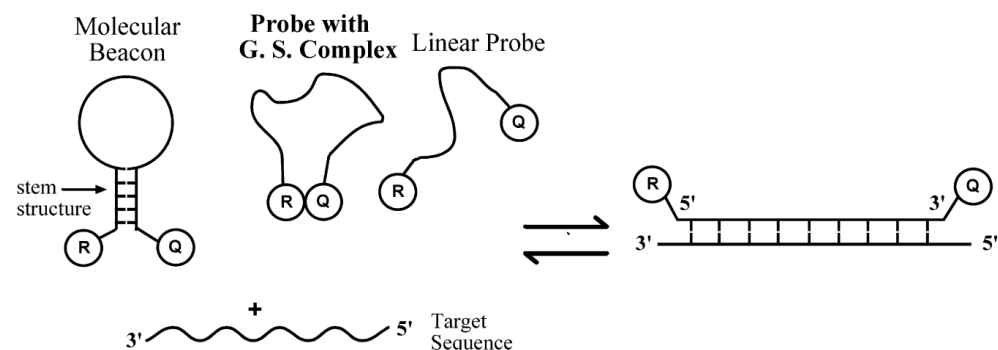 Molecular
Beacon
Probe with
G. S. Complex
Linear Probe
Q
R
stem
structure
R Q
R Q
R
5'
3'
Q
3'
5'
+
3'
5'
Target
Sequence